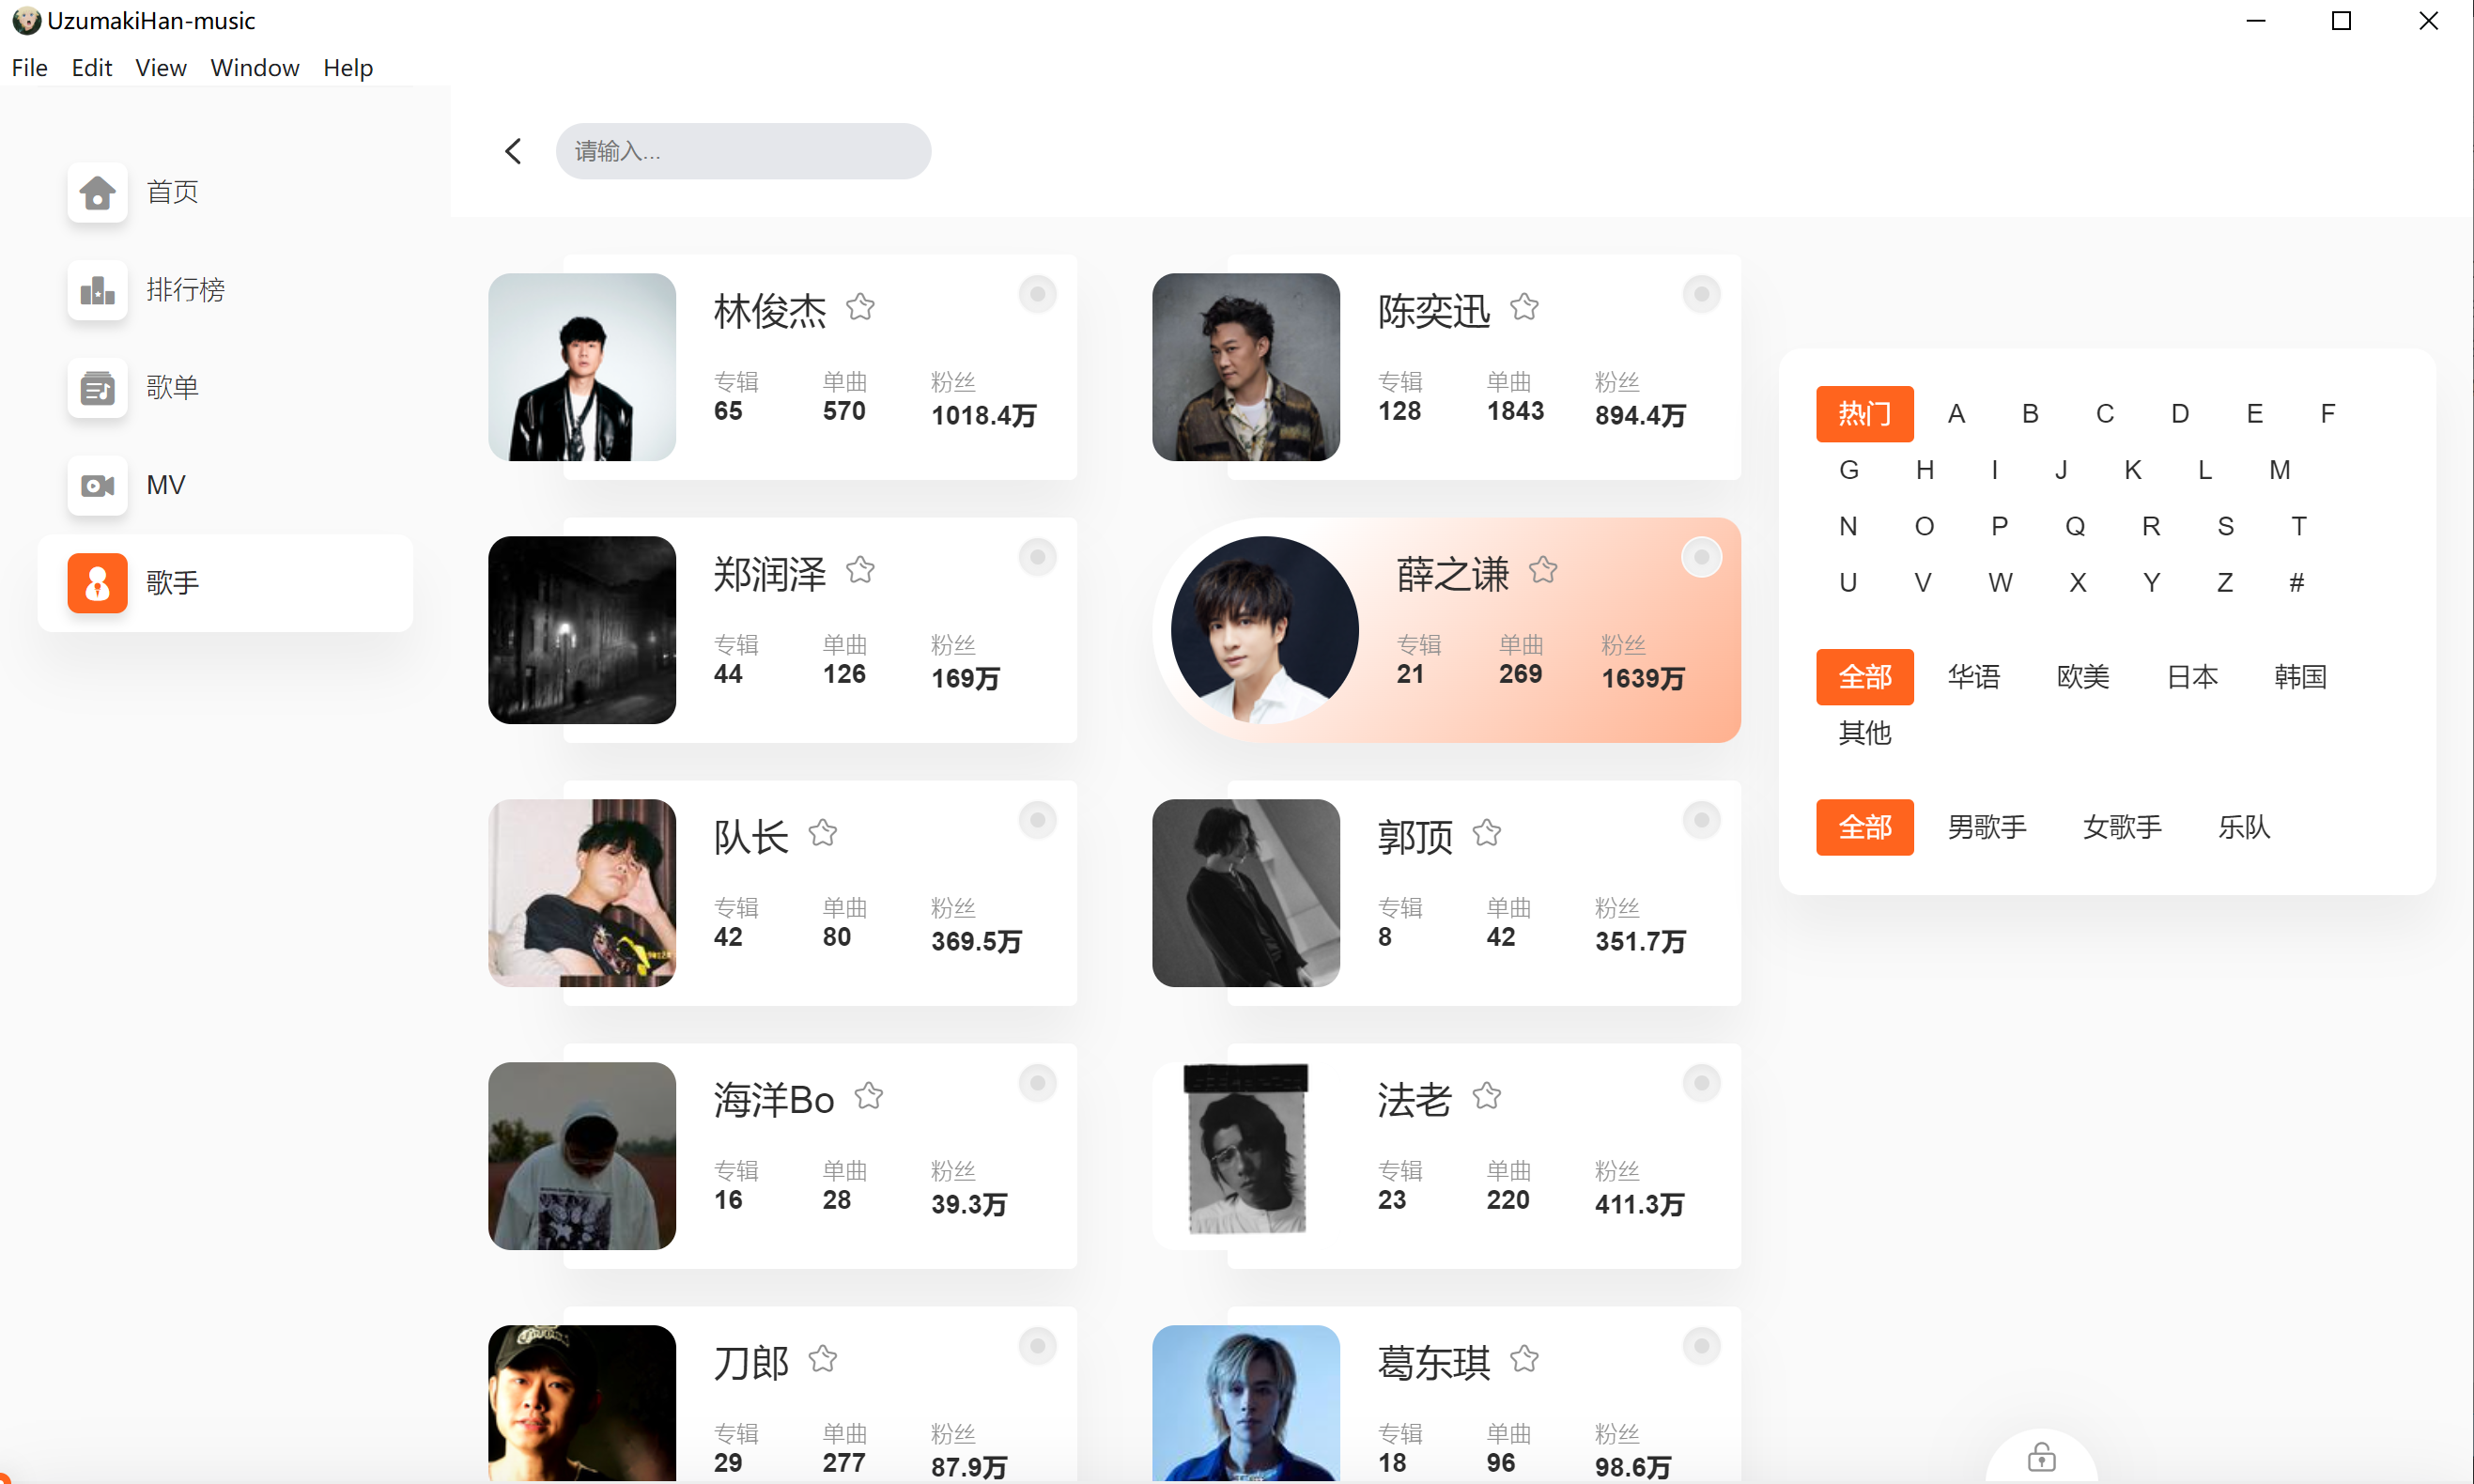 UzumakiHan-music
File Edit View Window Help
请输入...
首页
排行榜
歌单
MV
歌手
林俊杰
专辑 单曲 粉丝
65 570 1018.4万
陈奕迅
专辑 单曲 粉丝
128 1843 894.4万
郑润泽
专辑 单曲 粉丝
44 126 169万
薛之谦
专辑 单曲 粉丝
21 269 1639万
队长
专辑 单曲 粉丝
42 80 369.5万
郭顶
专辑 单曲 粉丝
8 42 351.7万
海洋Bo
专辑 单曲 粉丝
16 28 39.3万
法老
专辑 单曲 粉丝
23 220 411.3万
刀郎
专辑 单曲 粉丝
29 277 87.9万
葛东琪
专辑 单曲 粉丝
18 96 98.6万
热门 A B C D E F
G H I J K L M
N O P Q R S T
U V W X Y Z #
全部 华语 欧美 日本 韩国
其他
全部 男歌手 女歌手 乐队